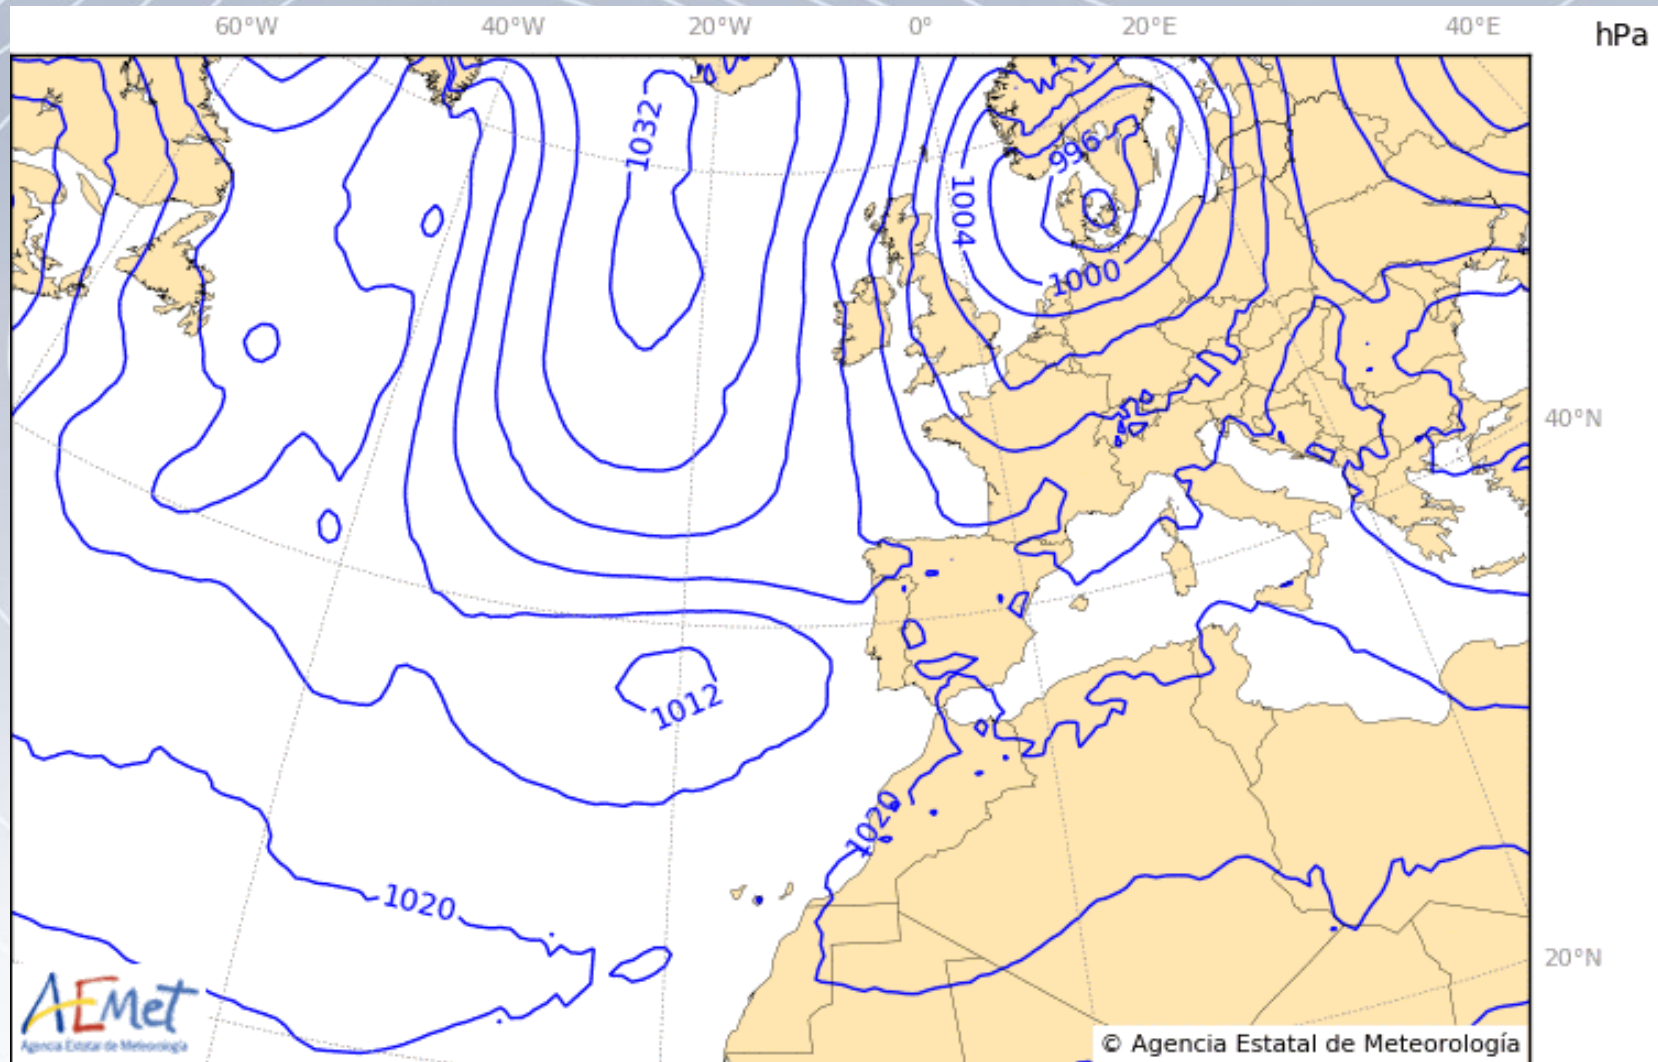 60°W 40°W 20°W 0° 20°E 40°E
hPa
1032
996
1004
1000
40°N
1012
1020
1020
20°N
AEMet
Agencia Estatal de Meteorología
© Agencia Estatal de Meteorología